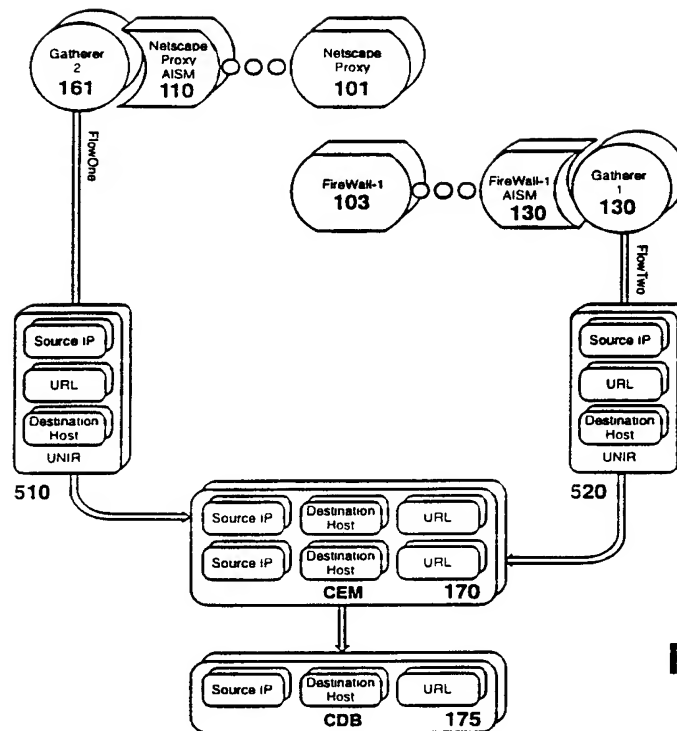 Gatherer
2
161
Netscape
Proxy
AISM
110
Netscape
Proxy
101
FlowOne
FireWall-1
103
FireWall-1
AISM
130
Gatherer
1
130
FlowTwo
Source IP
URL
Destination
Host
UNIR
510
Source IP
URL
Destination
Host
UNIR
520
Source IP
Destination
Host
URL
Source IP
Destination
Host
URL
CEM
170
Source IP
Destination
Host
URL
CDB
175